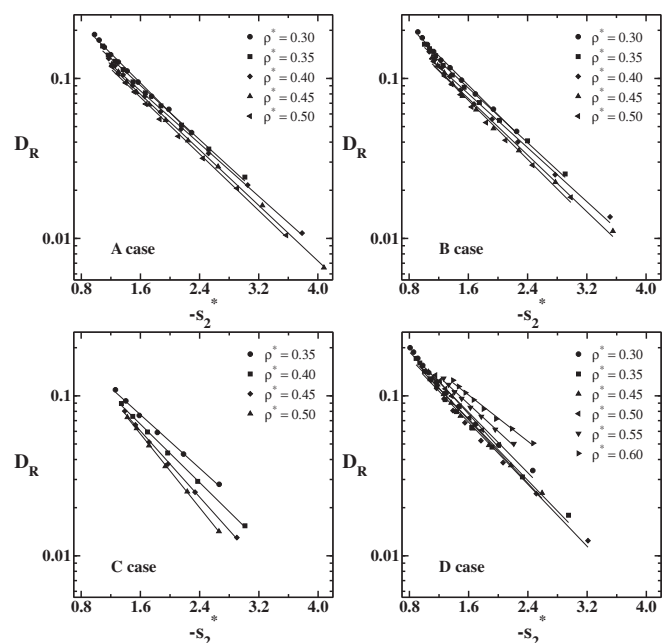 ρ* = 0.30
ρ* = 0.35
ρ* = 0.40
ρ* = 0.45
ρ* = 0.50
0.1
0.01
D_R
A case
0.8 1.6 2.4 3.2 4.0
-s₂*
ρ* = 0.30
ρ* = 0.35
ρ* = 0.40
ρ* = 0.45
ρ* = 0.50
0.1
0.01
D_R
B case
0.8 1.6 2.4 3.2 4.0
-s₂*
ρ* = 0.35
ρ* = 0.40
ρ* = 0.45
ρ* = 0.50
0.1
0.01
D_R
C case
0.8 1.6 2.4 3.2 4.0
-s₂*
ρ* = 0.30
ρ* = 0.35
ρ* = 0.45
ρ* = 0.50
ρ* = 0.55
ρ* = 0.60
0.1
0.01
D_R
D case
0.8 1.6 2.4 3.2 4.0
-s₂*